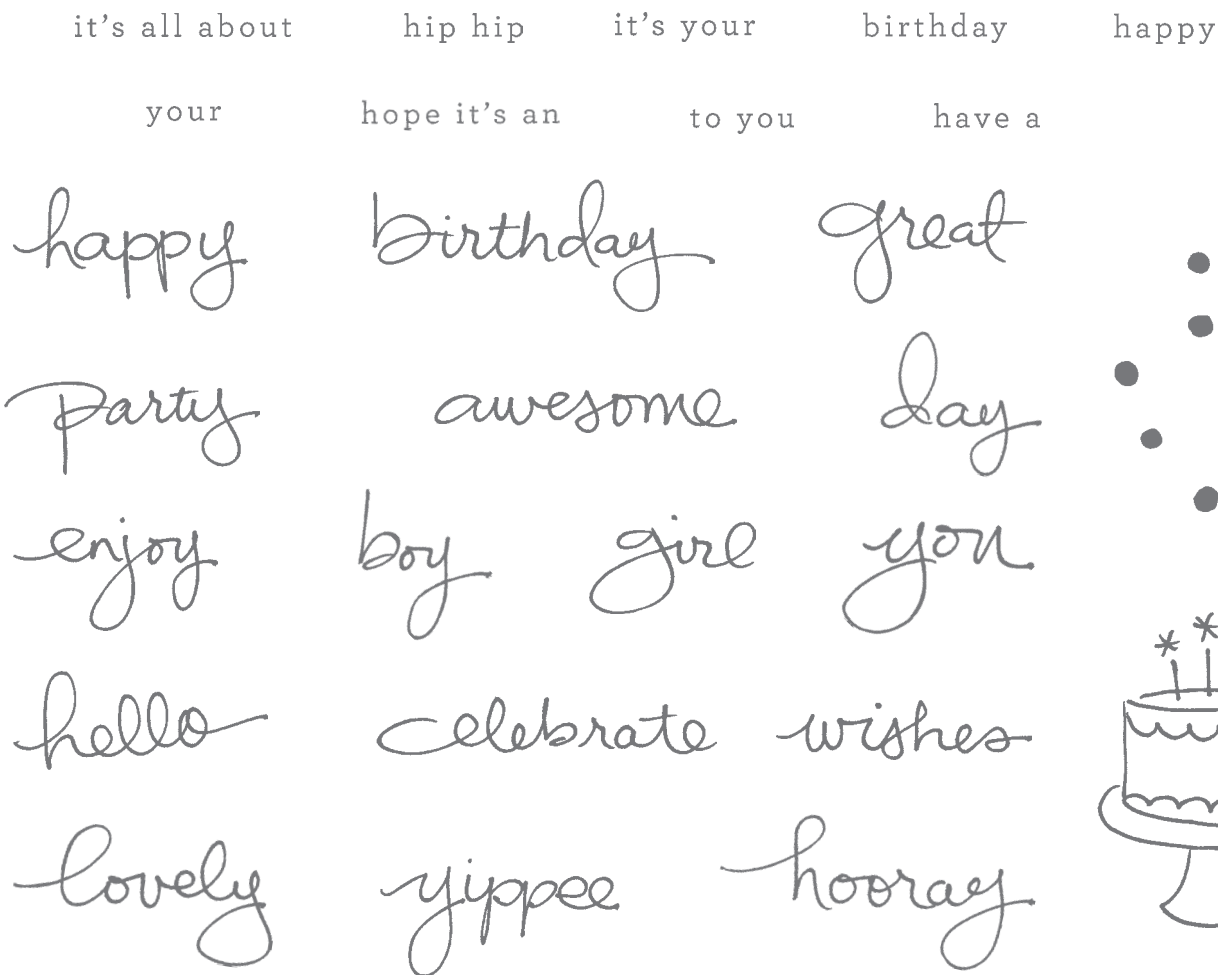 it's all about hip hip it's your birthday happy
your hope it's an to you have a
happy birthday great
party awesome day
enjoy boy girl you
hello celebrate wishes
lovely yippee hooray